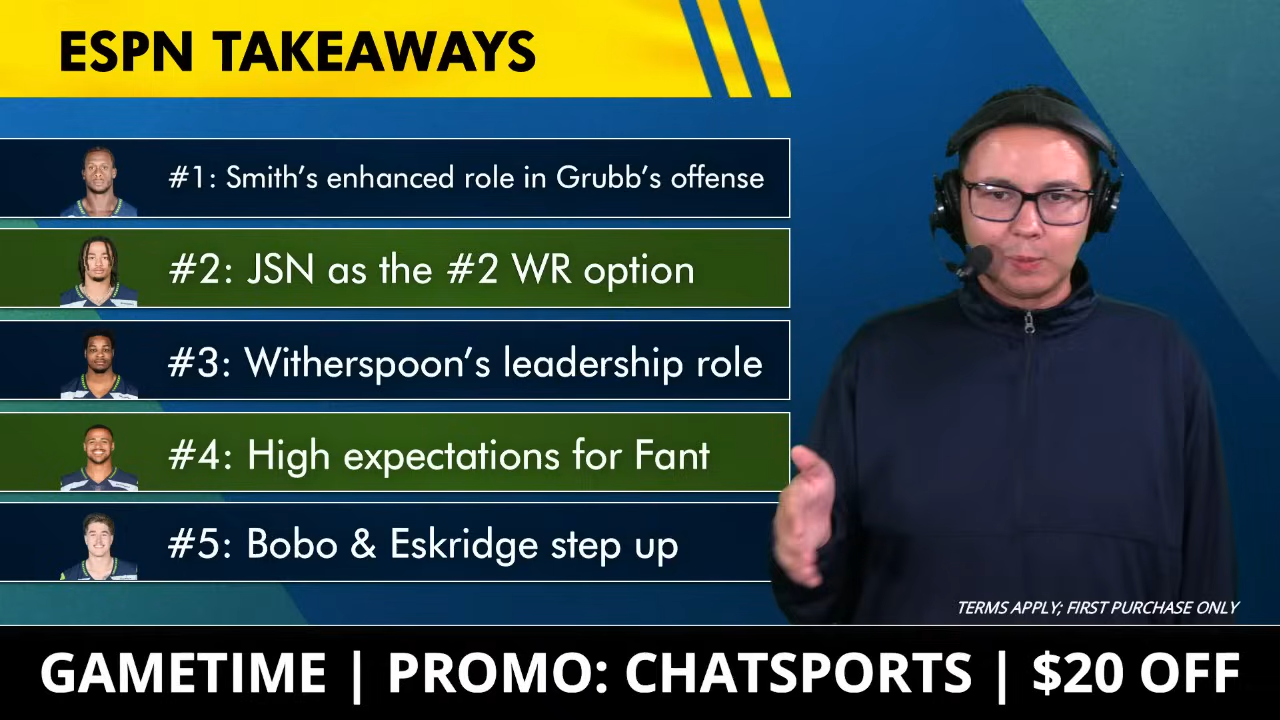 ESPN TAKEAWAYS
#1: Smith's enhanced role in Grubb's offense
#2: JSN as the #2 WR option
#3: Witherspoon's leadership role
#4: High expectations for Fant
#5: Bobo & Eskridge step up
TERMS APPLY; FIRST PURCHASE ONLY
GAMETIME | PROMO: CHATSPORTS | $20 OFF